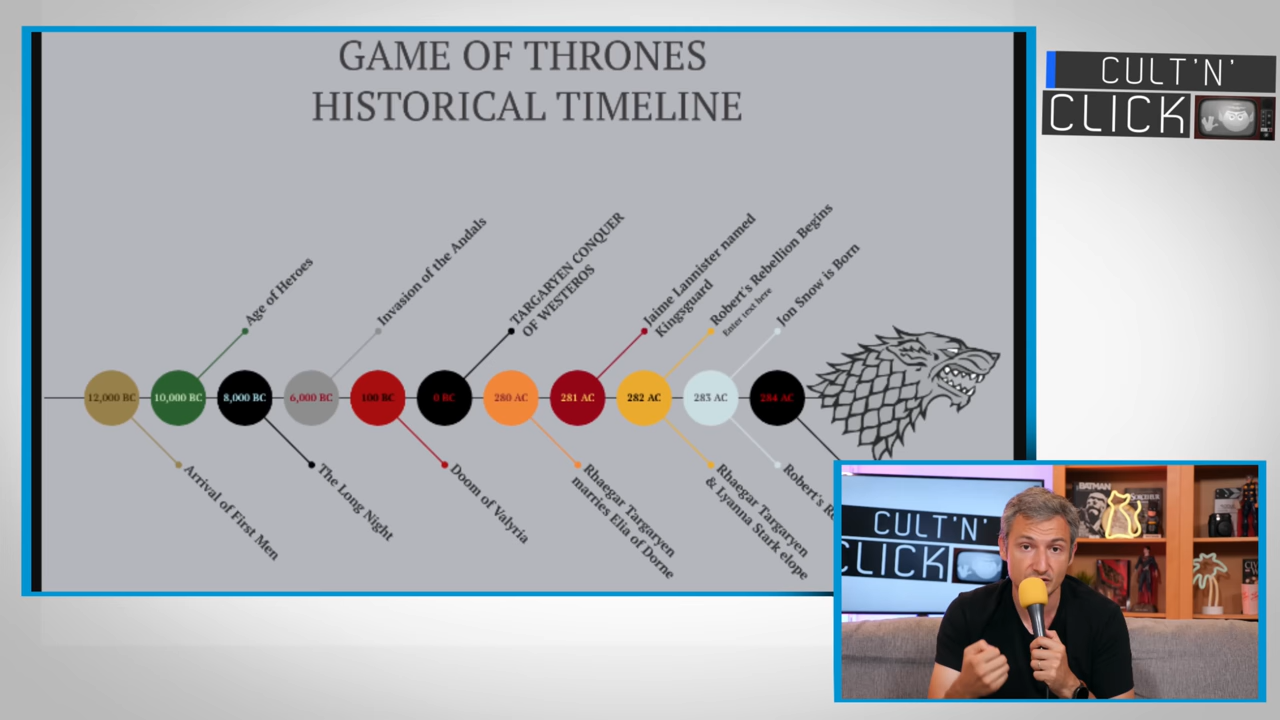 GAME OF THRONES
HISTORICAL TIMELINE
CULT'N'
CLICK
Age of Heroes
Invasion of the Andals
TARGARYEN CONQUER
OF WESTEROS
Jaime Lannister named
Kingsguard
Robert's Rebellion Begins
Enter text here
Jon Snow is Born
12,000 BC
10,000 BC
8,000 BC
6,000 BC
100 BC
0 BC
280 AC
281 AC
282 AC
283 AC
284 AC
Arrival of First Men
The Long Night
Doom of Valyria
Rhaegar Targaryen
marries Elia of Dorne
Rhaegar Targaryen
& Lyanna Stark elope
Robert's
BATMAN
CULT'N'
CLICK